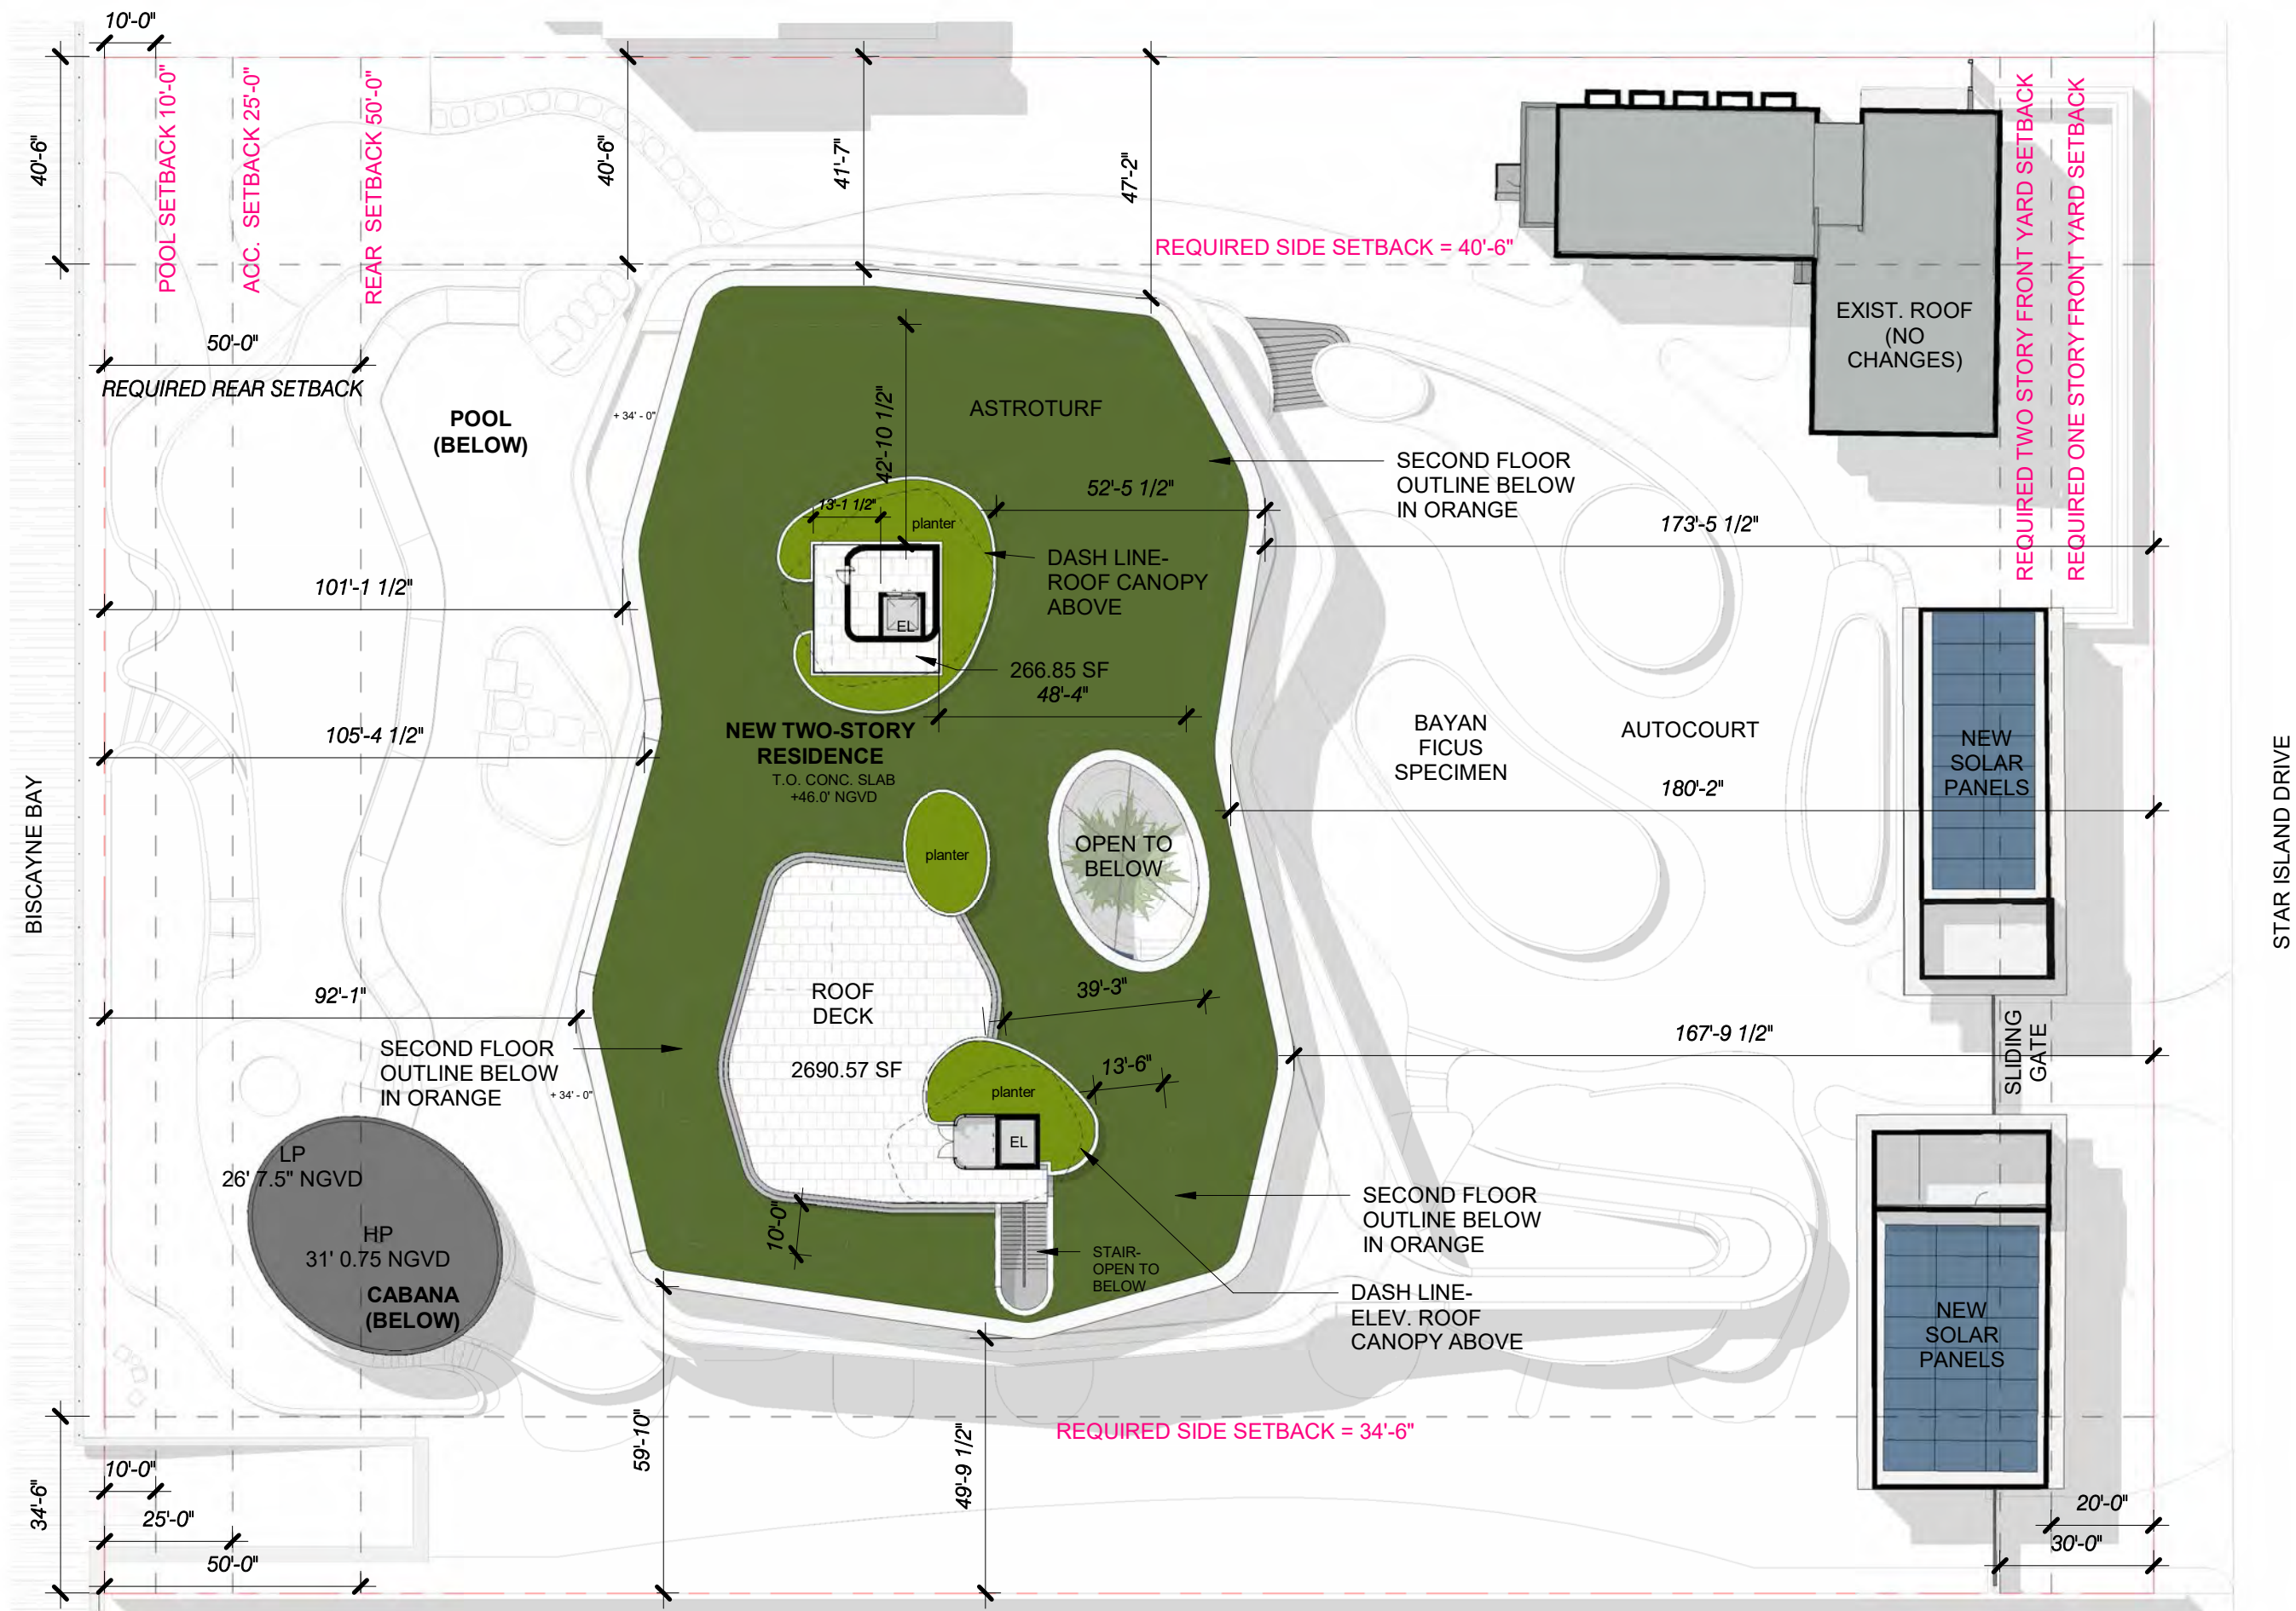 10'-0"
40'-6"
POOL SETBACK 10'-0"
ACC. SETBACK 25'-0"
REAR SETBACK 50'-0"
40'-6"
41'-7"
47'-2"
REQUIRED SIDE SETBACK = 40'-6"
REQUIRED TWO STORY FRONT YARD SETBACK
REQUIRED ONE STORY FRONT YARD SETBACK
EXIST. ROOF
(NO
CHANGES)
50'-0"
REQUIRED REAR SETBACK
POOL
(BELOW)
+ 34' - 0"
42'-10 1/2"
ASTROTURF
SECOND FLOOR
OUTLINE BELOW
IN ORANGE
13'-1 1/2"
planter
52'-5 1/2"
173'-5 1/2"
DASH LINE-
ROOF CANOPY
ABOVE
101'-1 1/2"
EL
266.85 SF
48'-4"
105'-4 1/2"
NEW TWO-STORY
RESIDENCE
T.O. CONC. SLAB
+46.0' NGVD
BAYAN
FICUS
SPECIMEN
AUTOCOURT
180'-2"
NEW
SOLAR
PANELS
BISCAYNE BAY
STAR ISLAND DRIVE
planter
OPEN TO
BELOW
92'-1"
ROOF
DECK
2690.57 SF
39'-3"
167'-9 1/2"
SLIDING
GATE
SECOND FLOOR
OUTLINE BELOW
IN ORANGE
+ 34' - 0"
13'-6"
planter
EL
LP
26' 7.5" NGVD
HP
31' 0.75 NGVD
CABANA
(BELOW)
10'-0"
STAIR-
OPEN TO
BELOW
SECOND FLOOR
OUTLINE BELOW
IN ORANGE
DASH LINE-
ELEV. ROOF
CANOPY ABOVE
NEW
SOLAR
PANELS
59'-10"
49'-9 1/2"
REQUIRED SIDE SETBACK = 34'-6"
34'-6"
10'-0"
25'-0"
50'-0"
20'-0"
30'-0"